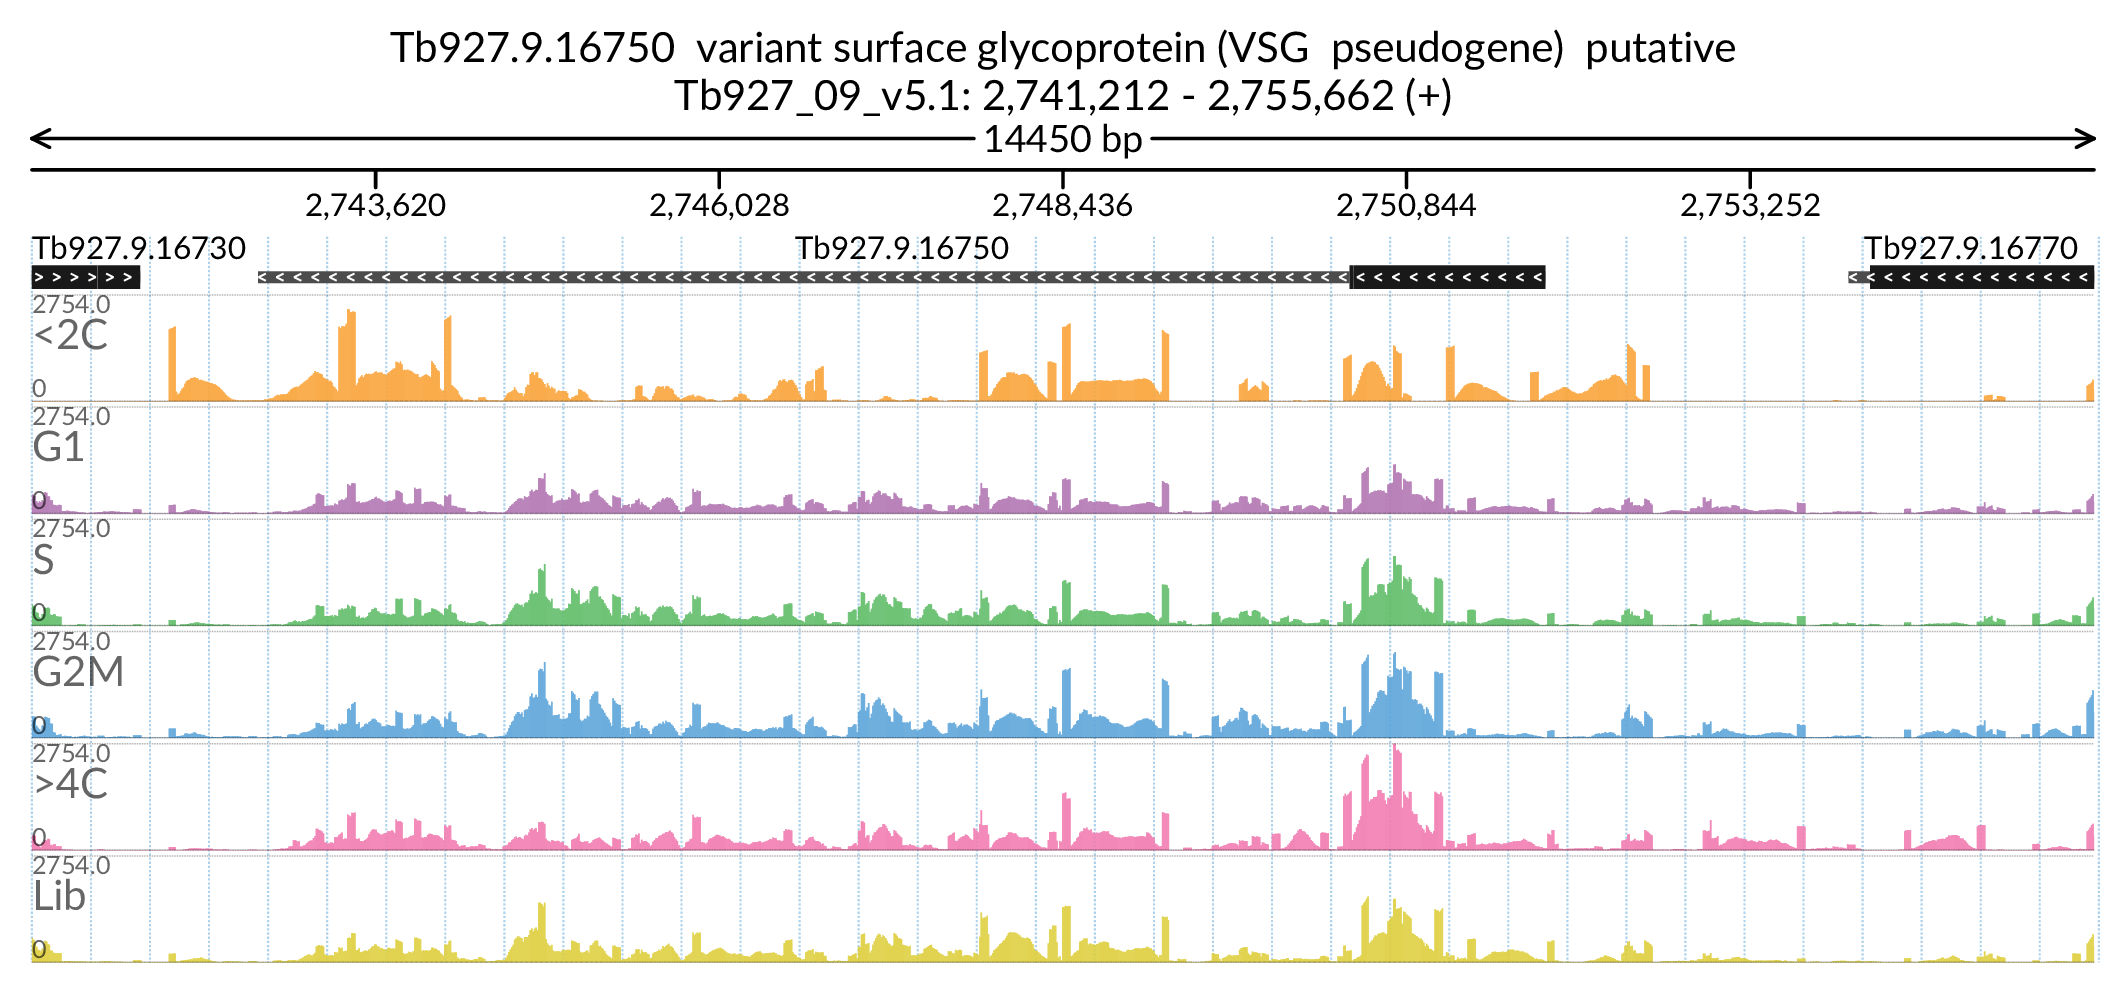 Tb927.9.16750 variant surface glycoprotein (VSG pseudogene) putative
Tb927_09_v5.1: 2,741,212 - 2,755,662 (+)
14450 bp
2,743,620 2,746,028 2,748,436 2,750,844 2,753,252
Tb927.9.16730 Tb927.9.16750 Tb927.9.16770
2754.0
<2C
0
2754.0
G1
0
2754.0
S
0
2754.0
G2M
0
2754.0
>4C
0
2754.0
Lib
0